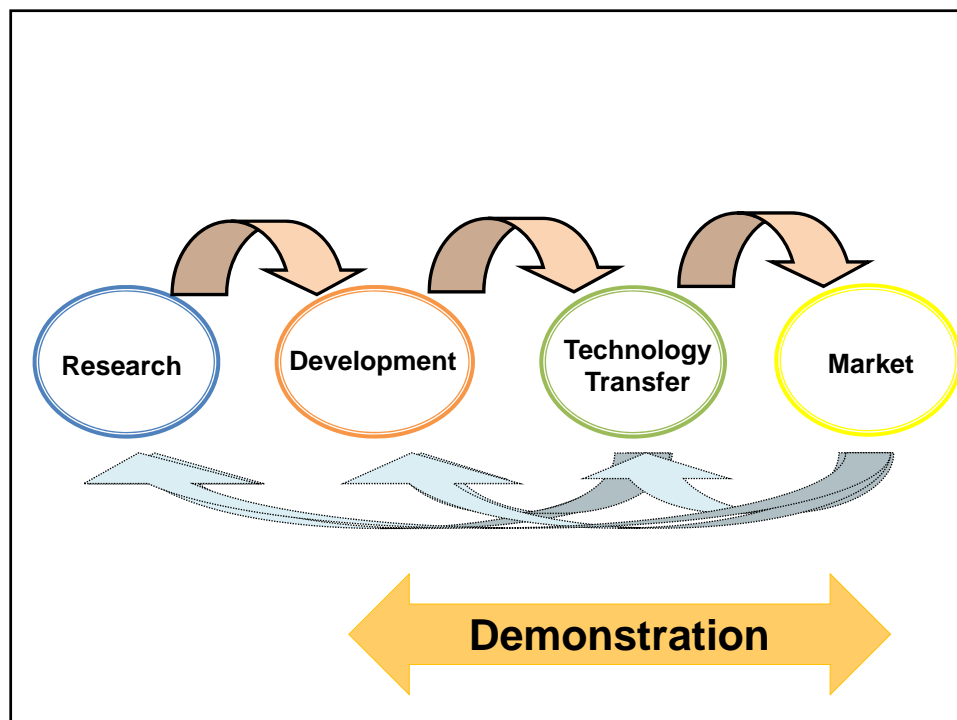 Research
Development
Technology
Transfer
Market
Demonstration